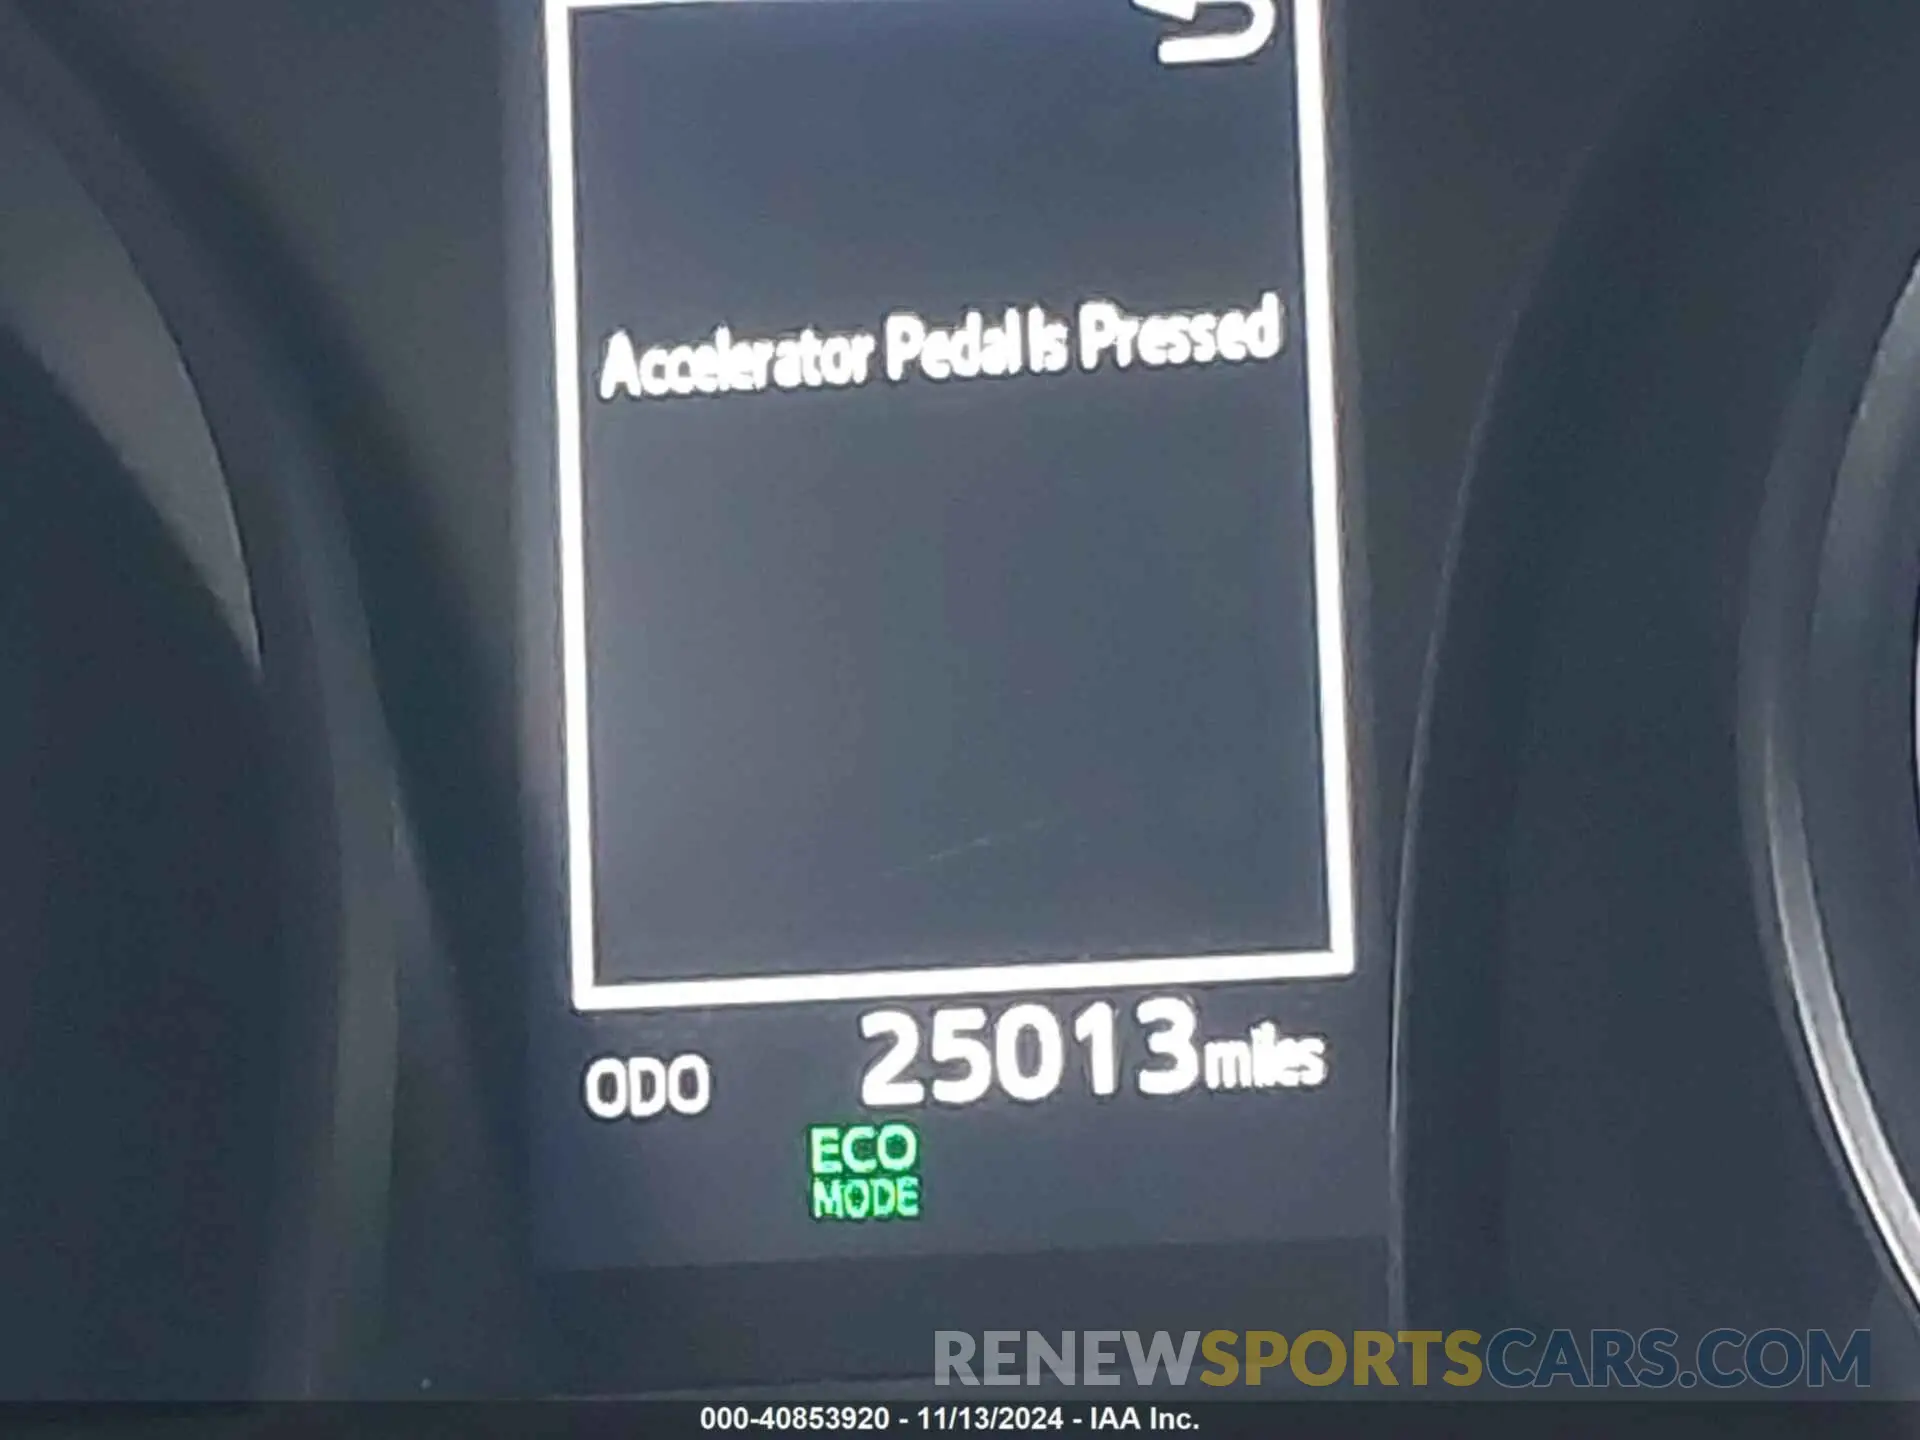 Accelerator Pedal Is Pressed
ODO 25013 miles
ECO
MODE
RENEWSPORTSCARS.COM
000-40853920 - 11/13/2024 - IAA Inc.